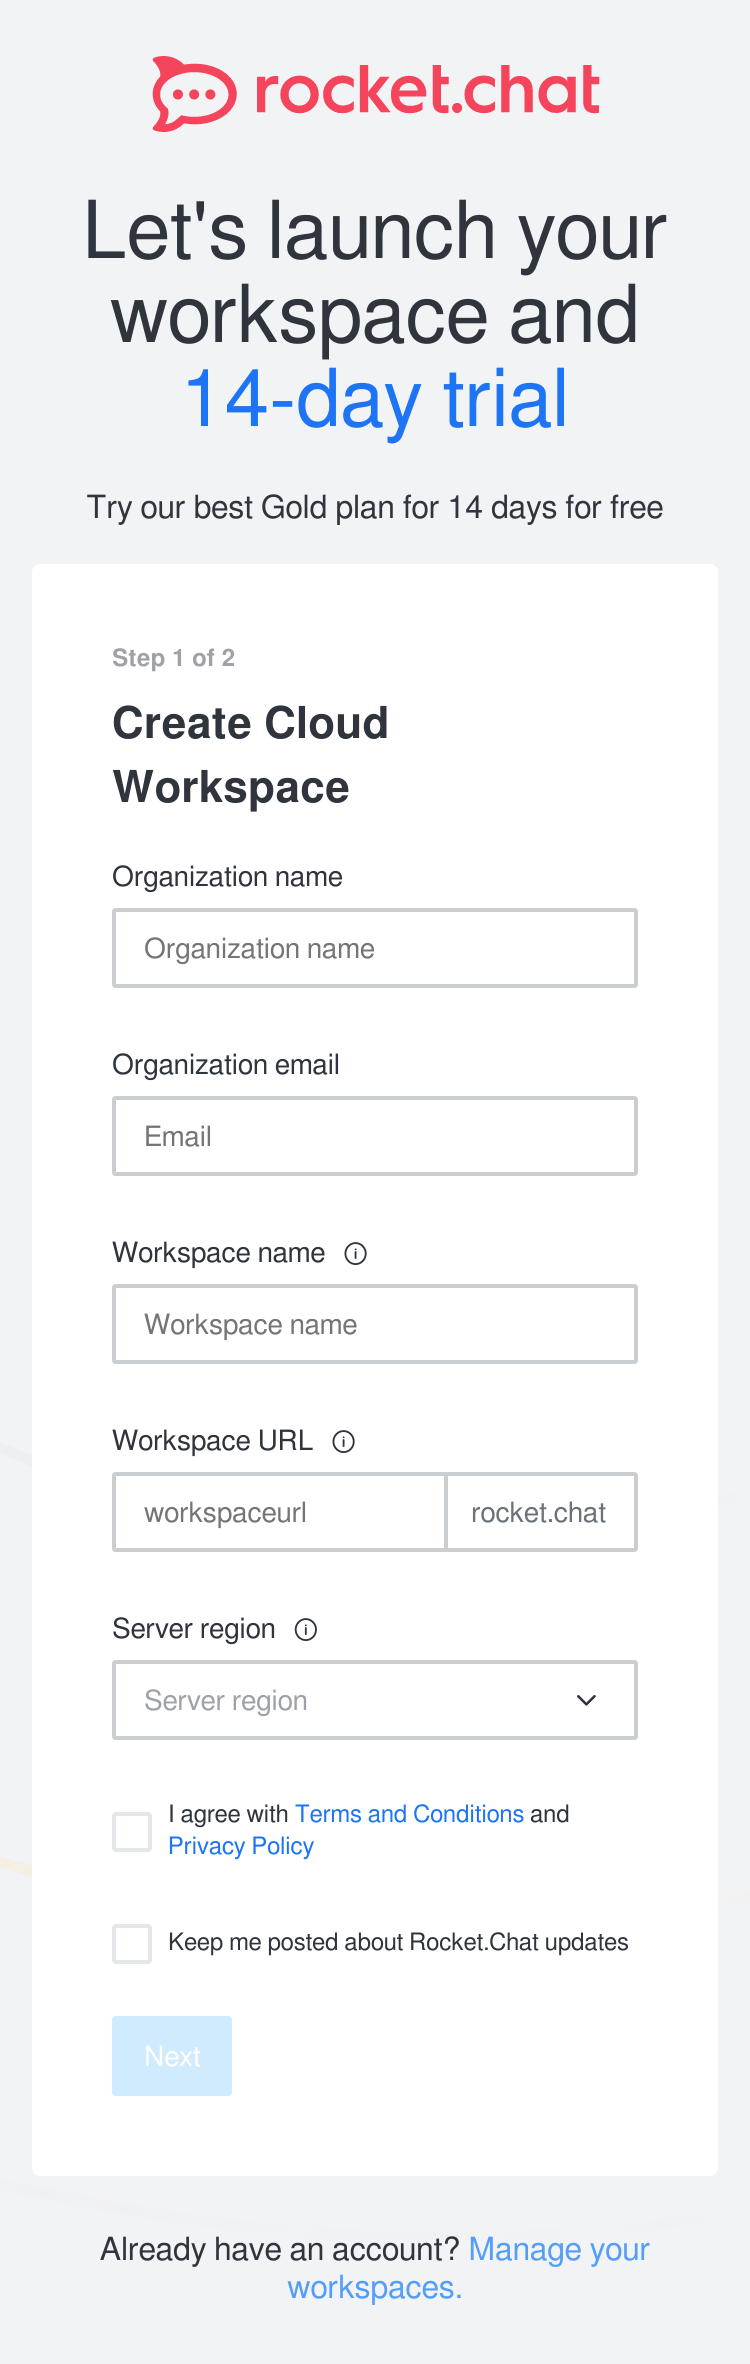 rocket.chat
Let's launch your
workspace and
14-day trial
Try our best Gold plan for 14 days for free
Step 1 of 2
Create Cloud
Workspace
Organization name
Organization name
Organization email
Email
Workspace name
Workspace name
Workspace URL
workspaceurl rocket.chat
Server region
Server region
I agree with Terms and Conditions and
Privacy Policy
Keep me posted about Rocket.Chat updates
Next
Already have an account? Manage your
workspaces.